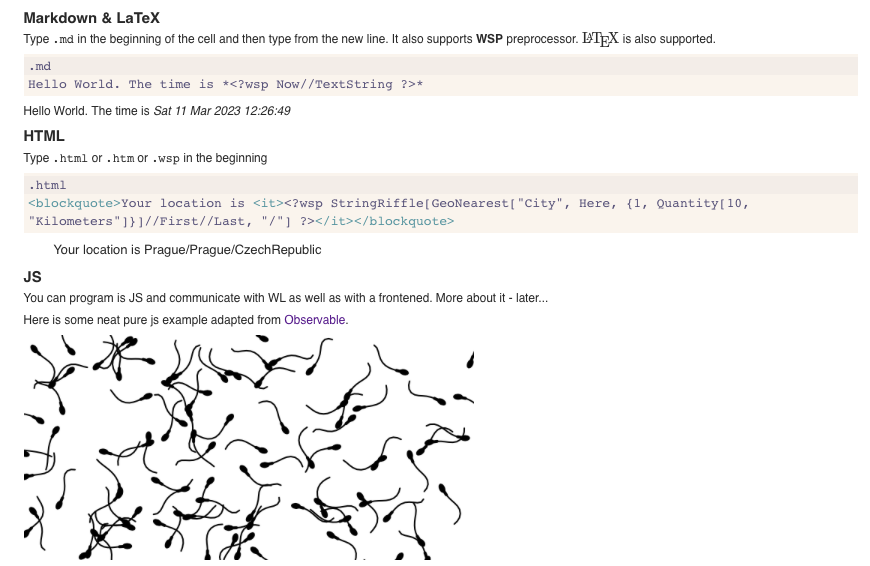 Markdown & LaTeX
Type .md in the beginning of the cell and then type from the new line. It also supports WSP preprocessor. LATEX is also supported.
.md
Hello World. The time is *<?wsp Now//TextString ?>*
Hello World. The time is Sat 11 Mar 2023 12:26:49
HTML
Type .html or .htm or .wsp in the beginning
.html
<blockquote>Your location is <it><?wsp StringRiffle[GeoNearest["City", Here, {1, Quantity[10,
"Kilometers"]}]//First//Last, "/"] ?></it></blockquote>
Your location is Prague/Prague/CzechRepublic
JS
You can program is JS and communicate with WL as well as with a frontened. More about it - later...
Here is some neat pure js example adapted from Observable.